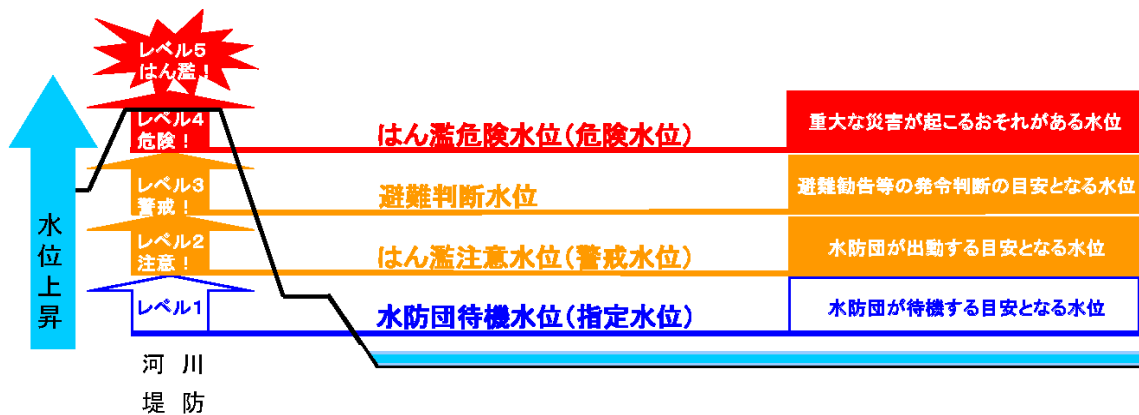 レベル5
はん濫!
レベル4
危険!
はん濫危険水位(危険水位)
重大な災害が起こるおそれがある水位
レベル3
警戒!
避難判断水位
避難勧告等の発令判断の目安となる水位
レベル2
注意!
はん濫注意水位(警戒水位)
水防団が出動する目安となる水位
レベル1
水防団待機水位(指定水位)
水防団が待機する目安となる水位
水位上昇
河川
堤防